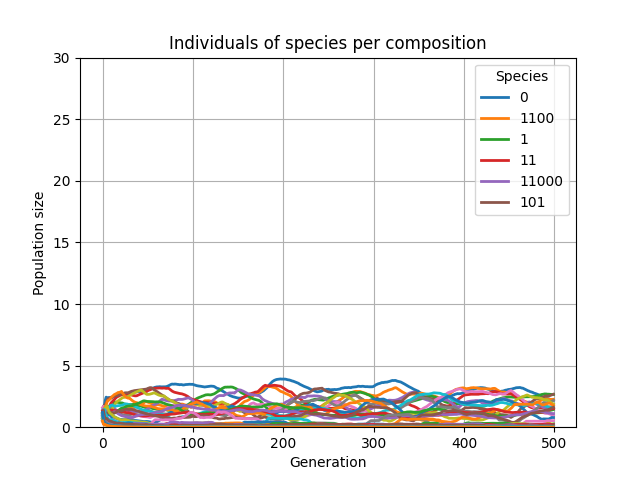 Individuals of species per composition
30
25
20
15
10
5
0
Population size
0 100 200 300 400 500
Generation
Species
0
1100
1
11
11000
101